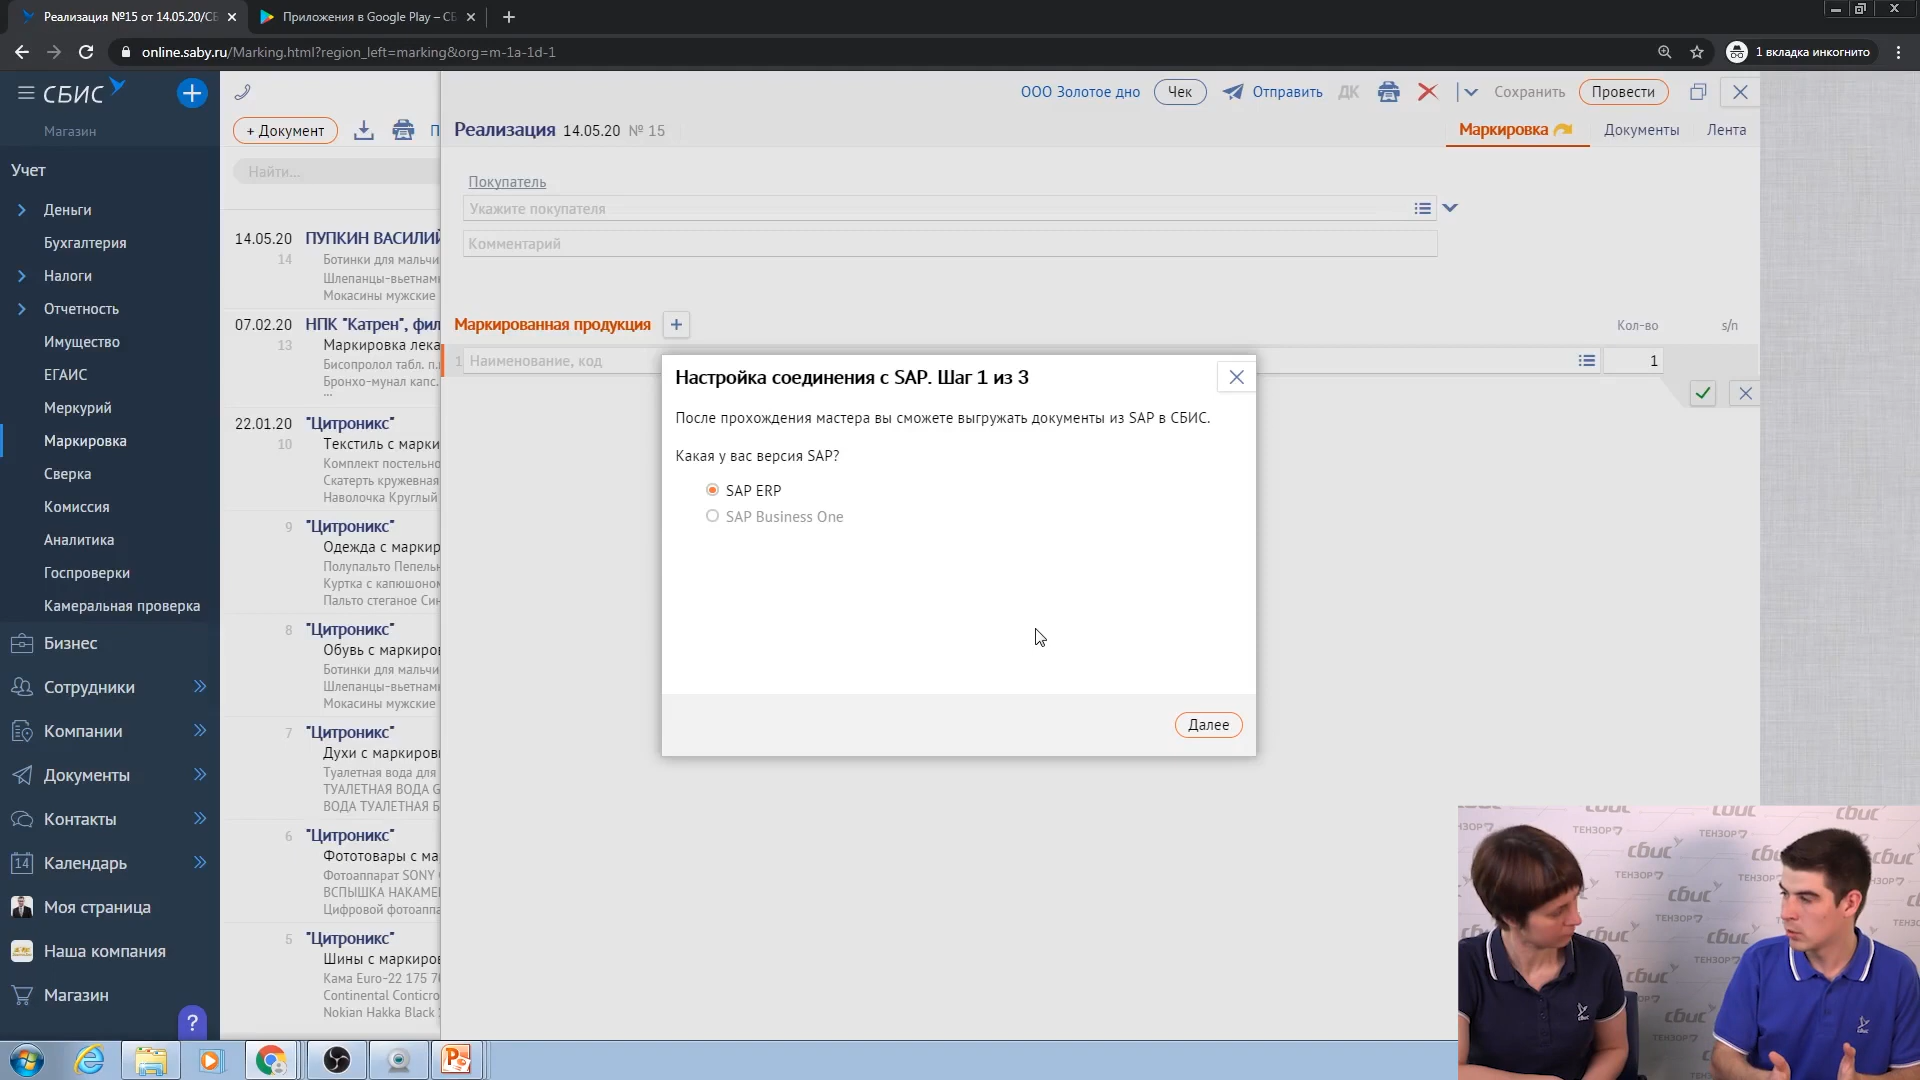 Реализация №15 от 14.05.20/СБ
Приложения в Google Play – СБ
online.saby.ru/Marking.html?region_left=marking&org=m-1a-1d-1
1 вкладка инкогнито
СБИС
Магазин
Учет
Деньги
Бухгалтерия
Налоги
Отчетность
Имущество
ЕГАИС
Меркурий
Маркировка
Сверка
Комиссия
Аналитика
Госпроверки
Камеральная проверка
Бизнес
Сотрудники
Компании
Документы
Контакты
14 Календарь
Моя страница
Наша компания
Магазин
?
+ Документ
П
Найти...
14.05.20 ПУПКИН ВАСИЛИЙ
14 Ботинки для мальчи
Шлепанцы-вьетнамк
Мокасины мужские
07.02.20 НПК "Катрен", фил
13 Маркировка лека
Бисопролол табл. п.
Бронхо-мунал капс.
...
22.01.20 "Цитроникс"
10 Текстиль с марки
Комплект постельно
Скатерть кружевная
Наволочка Круглый
9 "Цитроникс"
Одежда с маркир
Полупальто Пепельн
Куртка с капюшоном
Пальто стеганое Син
8 "Цитроникс"
Обувь с маркиров
Ботинки для мальчи
Шлепанцы-вьетнамк
Мокасины мужские
7 "Цитроникс"
Духи с маркировк
Туалетная вода для
ТУАЛЕТНАЯ ВОДА G
ВОДА ТУАЛЕТНАЯ Б
6 "Цитроникс"
Фототовары с ма
Фотоаппарат SONY
ВСПЫШКА HAKAMEI
Цифровой фотоаппа
5 "Цитроникс"
Шины с маркиров
Кама Euro-22 175 70
Continental Conticro
Nokian Hakka Black
ООО Золотое дно Чек Отправить ДК Сохранить Провести
Реализация 14.05.20 № 15
Маркировка Документы Лента
Покупатель
Укажите покупателя
Комментарий
Маркированная продукция + Кол-во s/n
1 Наименование, код 1
Настройка соединения с SAP. Шаг 1 из 3
После прохождения мастера вы сможете выгружать документы из SAP в СБИС.
Какая у вас версия SAP?
SAP ERP
SAP Business One
Далее
сбис
ТЕНЗОР